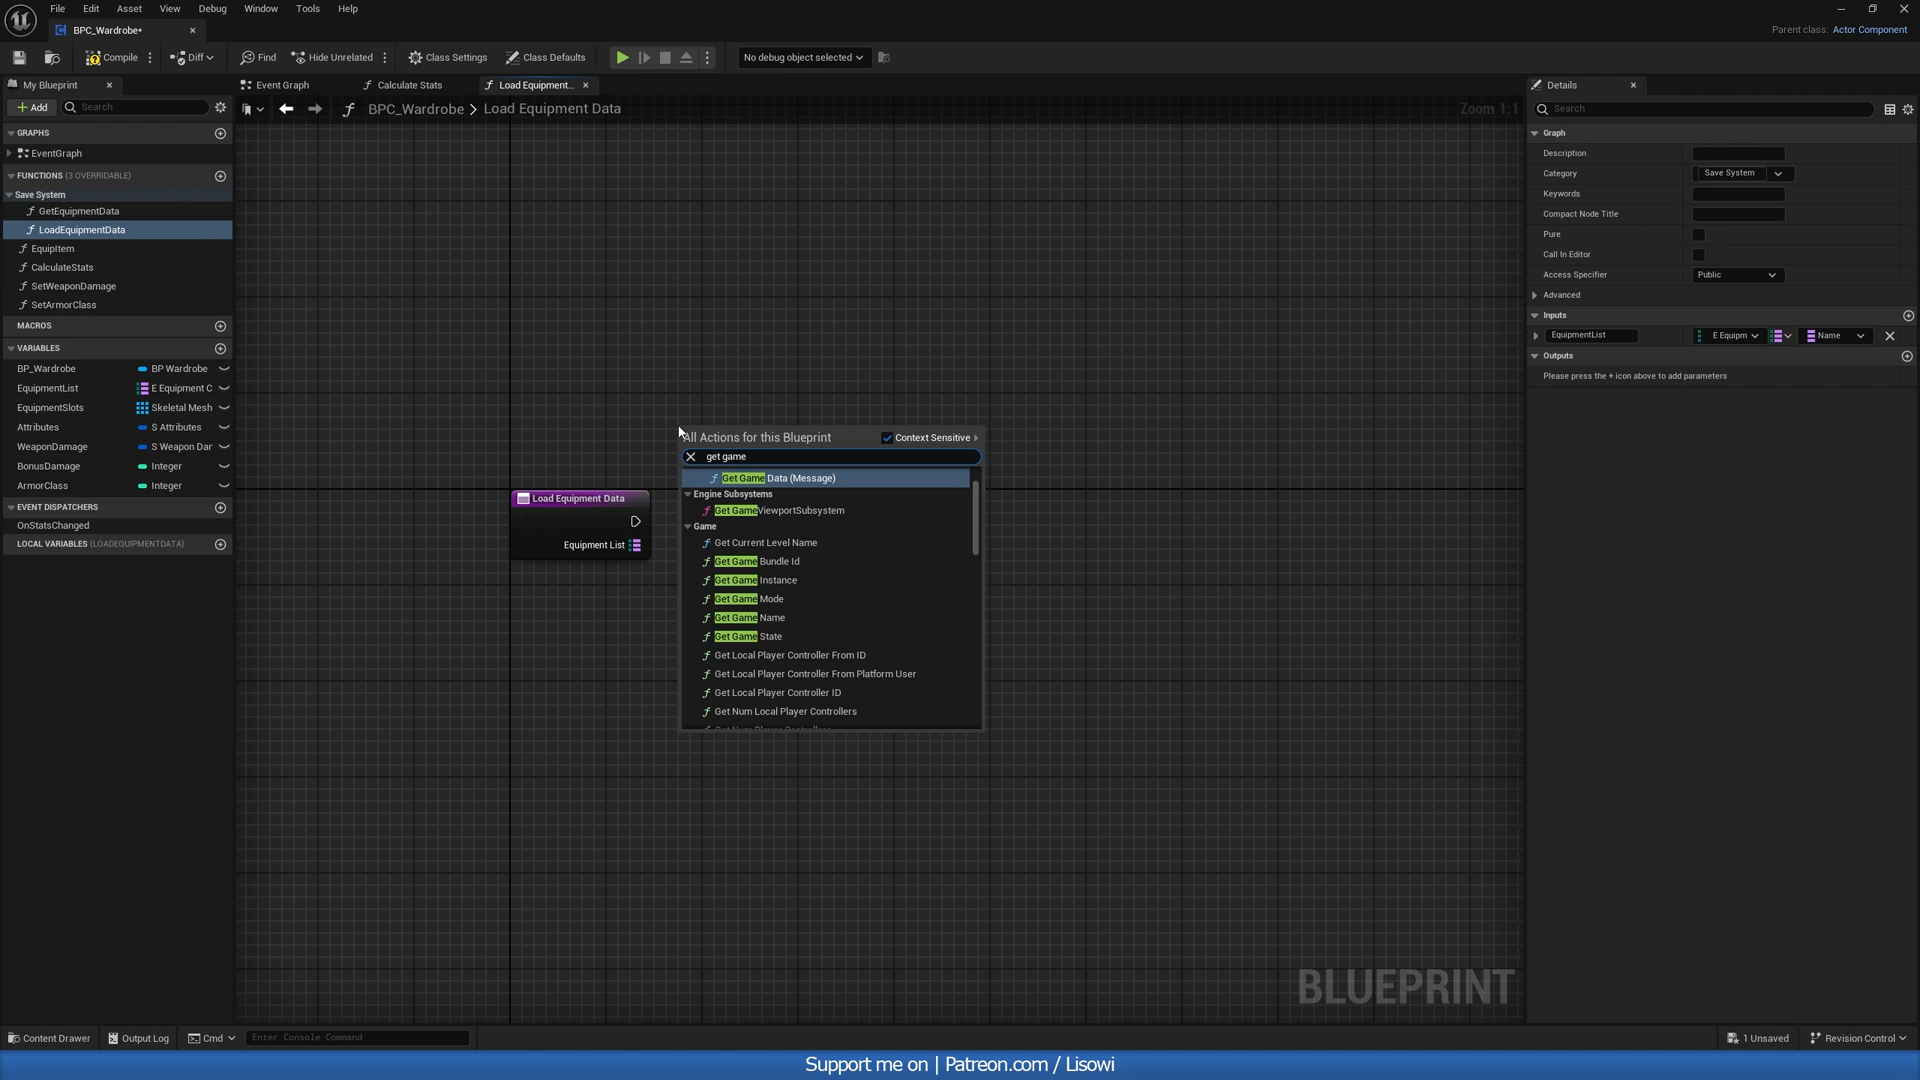 File Edit Asset View Debug Window Tools Help
BPC_Wardrobe•
Parent class: Actor Component
Compile Diff Find Hide Unrelated Class Settings Class Defaults No debug object selected
My Blueprint
Event Graph Calculate Stats Load Equipment...
Details
Add Search
BPC_Wardrobe > Load Equipment Data
Zoom 1:1
Search
GRAPHS
EventGraph
FUNCTIONS (3 OVERRIDABLE)
Save System
GetEquipmentData
LoadEquipmentData
EquipItem
CalculateStats
SetWeaponDamage
SetArmorClass
MACROS
VARIABLES
BP_Wardrobe BP Wardrobe
EquipmentList E Equipment C
EquipmentSlots Skeletal Mesh
Attributes S Attributes
WeaponDamage S Weapon Dar
BonusDamage Integer
ArmorClass Integer
EVENT DISPATCHERS
OnStatsChanged
LOCAL VARIABLES (LOADEQUIPMENTDATA)
Load Equipment Data
Equipment List
All Actions for this Blueprint Context Sensitive
get game
Get Game Data (Message)
Engine Subsystems
Get GameViewportSubsystem
Game
Get Current Level Name
Get Game Bundle Id
Get Game Instance
Get Game Mode
Get Game Name
Get Game State
Get Local Player Controller From ID
Get Local Player Controller From Platform User
Get Local Player Controller ID
Get Num Local Player Controllers
Graph
Description
Category Save System
Keywords
Compact Node Title
Pure
Call In Editor
Access Specifier Public
Advanced
Inputs
EquipmentList E Equipm Name
Outputs
Please press the + icon above to add parameters
BLUEPRINT
Content Drawer Output Log Cmd Enter Console Command
1 Unsaved Revision Control
Support me on | Patreon.com / Lisowi